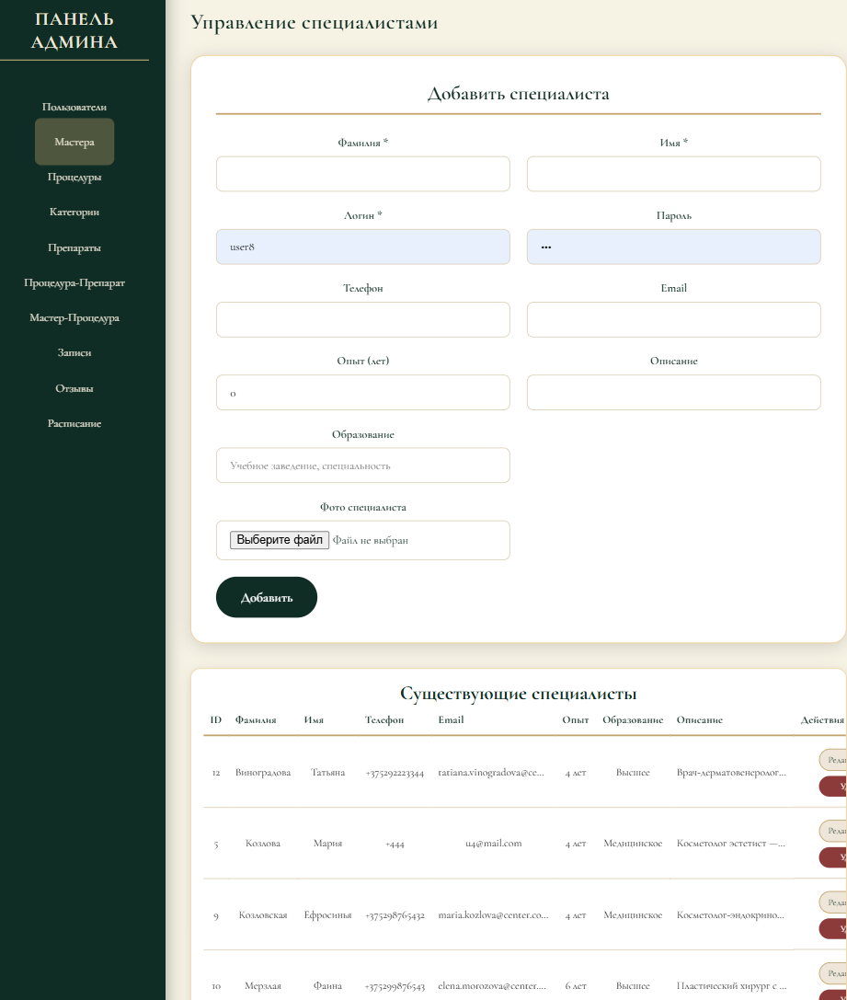 ПАНЕЛЬ
АДМИНА
Пользователи
Мастера
Процедуры
Категории
Препараты
Процедура-Препарат
Мастер-Процедура
Записи
Отзывы
Расписание
Управление специалистами
Добавить специалиста
Фамилия * Имя *
Логин * Пароль
user8 •••
Телефон Email
Опыт (лет) Описание
0
Образование
Учебное заведение, специальность
Фото специалиста
Выберите файл Файл не выбран
Добавить
Существующие специалисты
ID Фамилия Имя Телефон Email Опыт Образование Описание Действия
12 Виноградова Татьяна +375292223344 tatiana.vinogradova@ce... 4 лет Высшее Врач-дерматовенеролог...
5 Козлова Мария +444 u4@mail.com 4 лет Медицинское Косметолог эстетист —...
9 Козловская Ефросинья +375298765432 maria.kozlova@center.co... 4 лет Медицинское Косметолог-эндокрино...
10 Мерзлая Фаина +375299876543 elena.morozova@center.... 6 лет Высшее Пластический хирург с ...